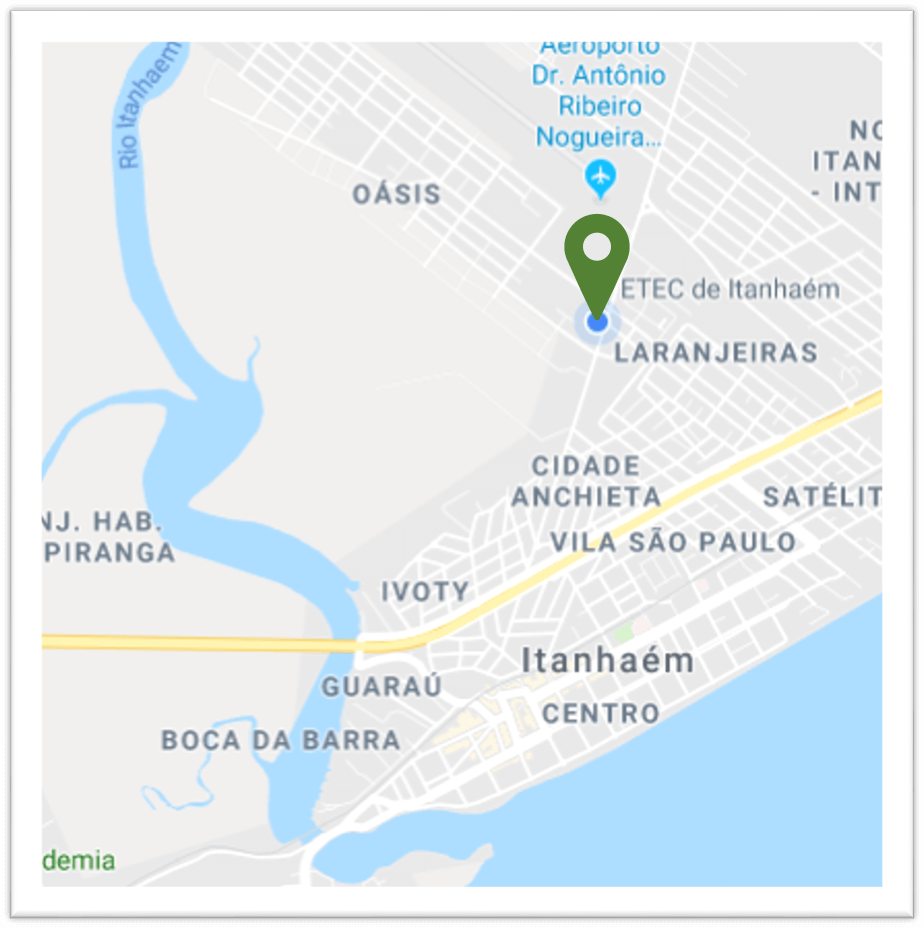 Aeroporto
Dr. Antônio
Ribeiro
Nogueira...
Rio Itanhaem
NO
ITAN
- INT
OÁSIS
ETEC de Itanhaém
LARANJEIRAS
CIDADE
ANCHIETA
SATÉLIT
NJ. HAB.
PIRANGA
VILA SÃO PAULO
IVOTY
Itanhaém
GUARAÚ
CENTRO
BOCA DA BARRA
demia